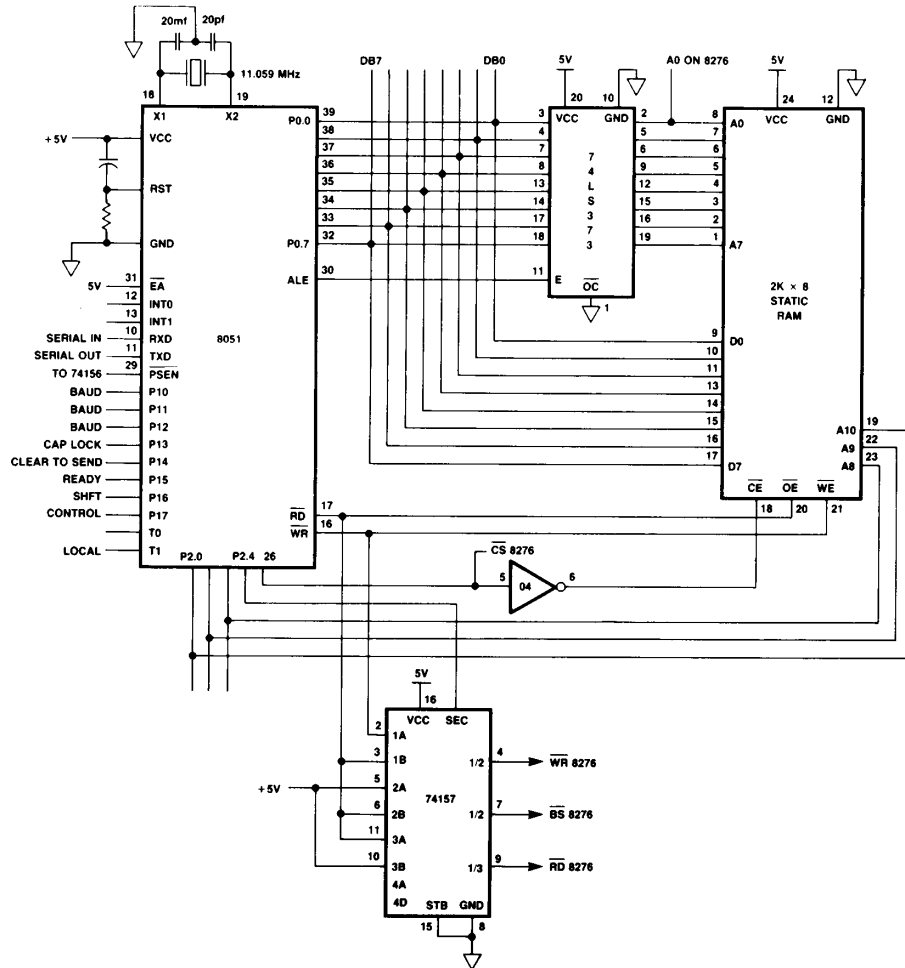 20mf 20pf
11.059 MHz
18 19
X1 X2
+5V
VCC
RST
GND
5V 31 EA
12 INT0
13 INT1
SERIAL IN 10 RXD
SERIAL OUT 11 TXD
TO 74156 29 PSEN
BAUD P10
BAUD P11
BAUD P12
CAP LOCK P13
CLEAR TO SEND P14
READY P15
SHFT P16
CONTROL P17
T0
LOCAL T1
8051
P2.0 P2.4 26
P0.0 39
38
37
36
35
34
33
P0.7 32
ALE 30
RD 17
WR 16
DB7 DB0
5V
20 10
VCC GND
3 2
4 5
7 6
8 9
13 12
14 15
17 16
18 19
74LS373
11 E
OC
1
A0 ON 8276
5V
24 12
VCC GND
8 A0
7
6
5
4
3
2
1 A7
2K × 8
STATIC
RAM
9 D0
10
11
13
14
15
16
17 D7
A10 19
A9 22
A8 23
CE OE WE
18 20 21
CS 8276
5 04 6
5V
16
VCC SEC
2 1A
3 1B
+5V
5 2A
6 2B
11 3A
10 3B
4A
4D
74157
1/2 4 WR 8276
1/2 7 BS 8276
1/3 9 RD 8276
STB GND
15 8